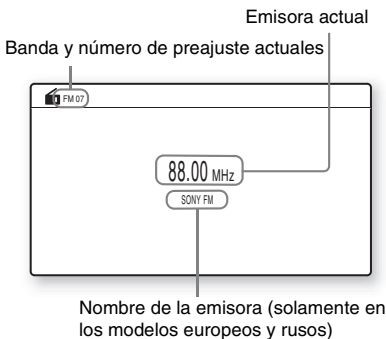 Emisora actual
Banda y número de preajuste actuales
FM 07
88.00 MHz
SONY FM
Nombre de la emisora (solamente en
los modelos europeos y rusos)